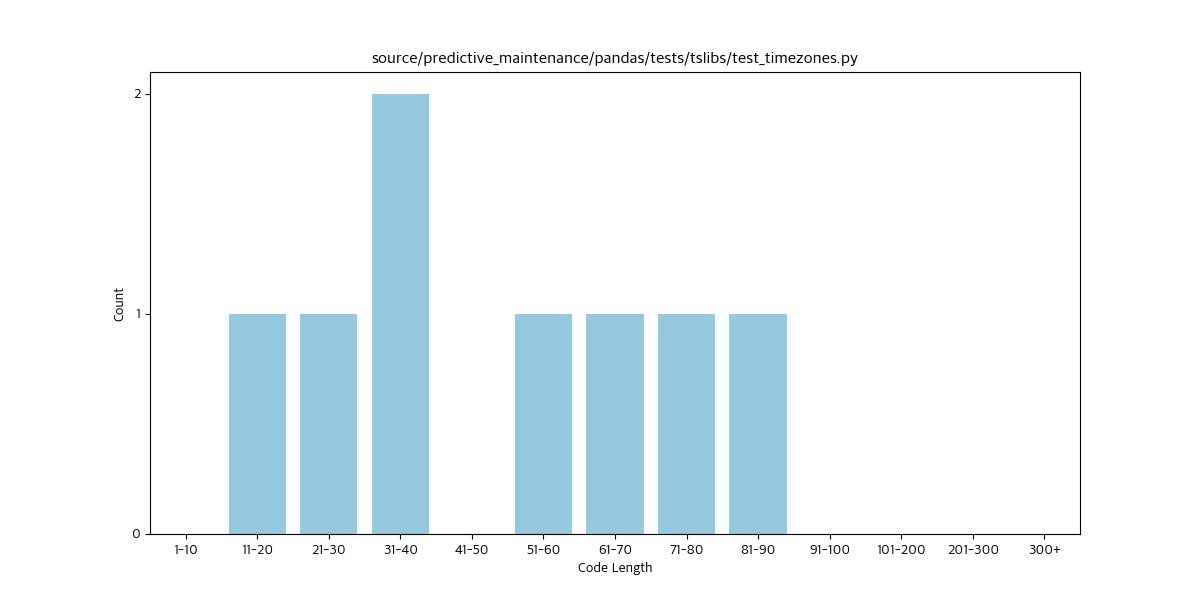 source/predictive_maintenance/pandas/tests/tslibs/test_timezones.py
2
1
0
Count
1-10 11-20 21-30 31-40 41-50 51-60 61-70 71-80 81-90 91-100 101-200 201-300 300+
Code Length